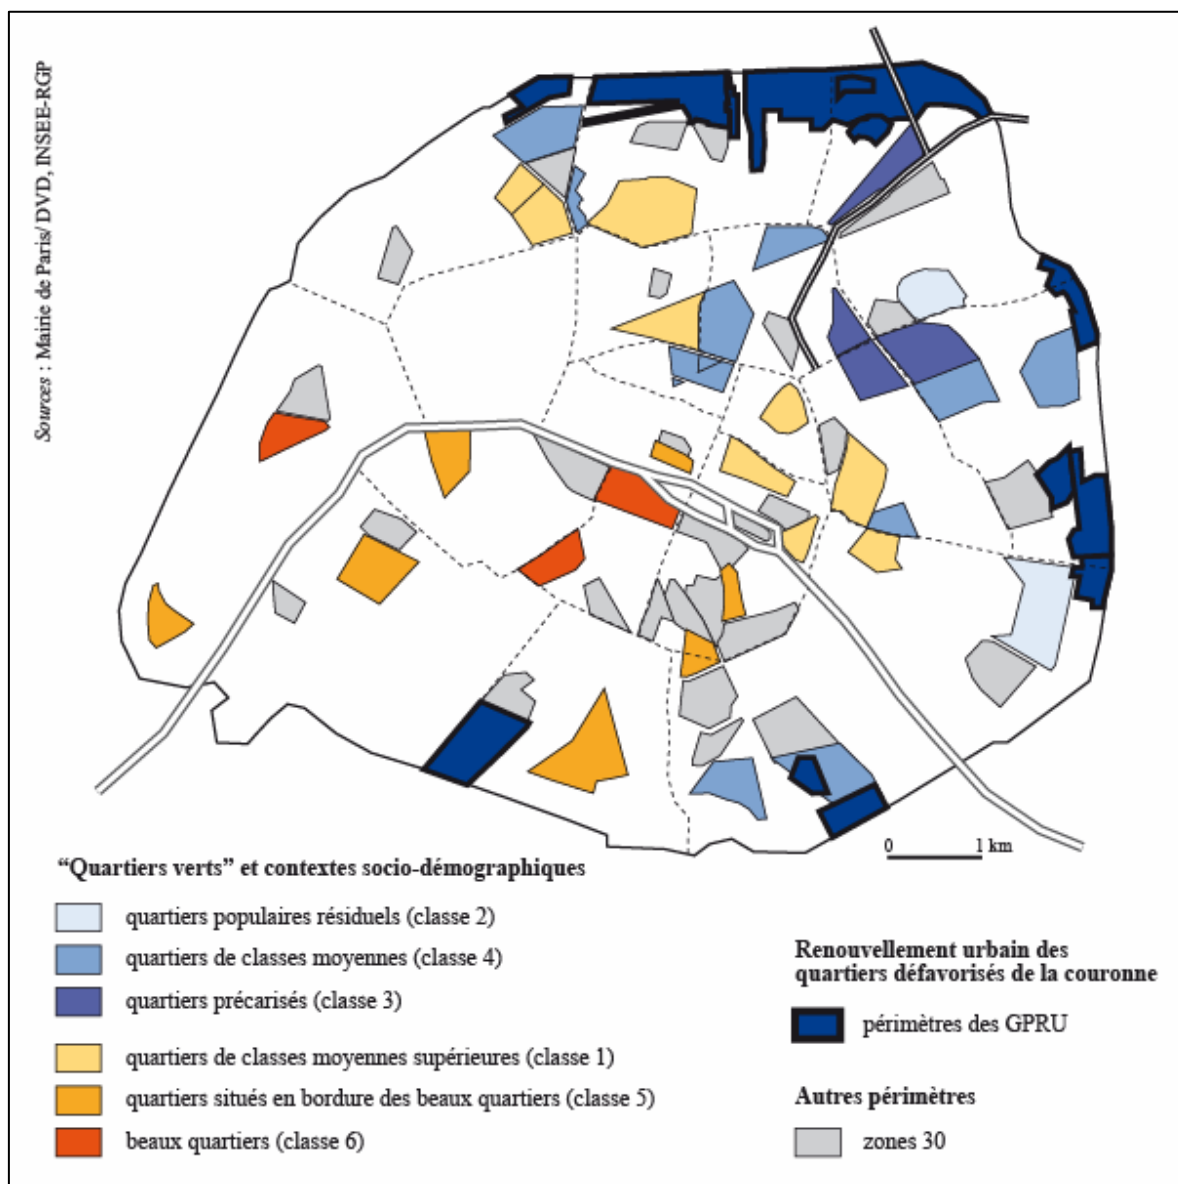 Sources : Mairie de Paris/ DVD, INSEE-RGP
0 1 km
“Quartiers verts” et contextes socio-démographiques
quartiers populaires résiduels (classe 2)
quartiers de classes moyennes (classe 4)
quartiers précarisés (classe 3)
quartiers de classes moyennes supérieures (classe 1)
quartiers situés en bordure des beaux quartiers (classe 5)
beaux quartiers (classe 6)
Renouvellement urbain des
quartiers défavorisés de la couronne
périmètres des GPRU
Autres périmètres
zones 30